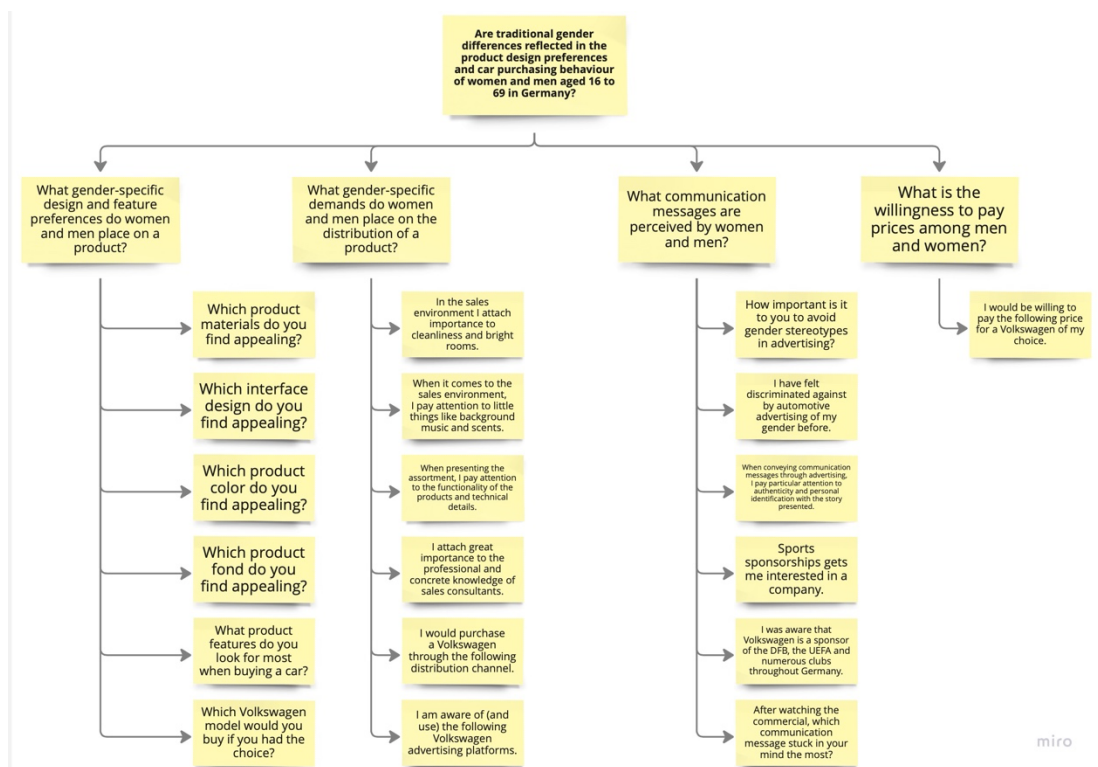 Are traditional gender
differences reflected in the
product design preferences
and car purchasing behaviour
of women and men aged 16 to
69 in Germany?
What gender-specific
design and feature
preferences do women
and men place on a
product?
What gender-specific
demands do women
and men place on the
distribution of a
product?
What communication
messages are
perceived by women
and men?
What is the
willingness to pay
prices among men
and women?
Which product
materials do you
find appealing?
Which interface
design do you
find appealing?
Which product
color do you
find appealing?
Which product
fond do you
find appealing?
What product
features do you
look for most
when buying a car?
Which Volkswagen
model would you
buy if you had the
choice?
In the sales
environment I attach
importance to
cleanliness and bright
rooms.
When it comes to the
sales environment,
I pay attention to little
things like background
music and scents.
When presenting the
assortment, I pay attention
to the functionality of the
products and technical
details.
I attach great
importance to the
professional and
concrete knowledge of
sales consultants.
I would purchase
a Volkswagen
through the following
distribution channel.
I am aware of (and
use) the following
Volkswagen
advertising platforms.
How important is it
to you to avoid
gender stereotypes
in advertising?
I have felt
discriminated against
by automotive
advertising of my
gender before.
When conveying communication
messages through advertising,
I pay particular attention to
authenticity and personal
identification with the story
presented.
Sports
sponsorships gets
me interested in a
company.
I was aware that
Volkswagen is a sponsor
of the DFB, the UEFA and
numerous clubs
throughout Germany.
After watching the
commercial, which
communication
message stuck in your
mind the most?
I would be willing to
pay the following price
for a Volkswagen of my
choice.
miro